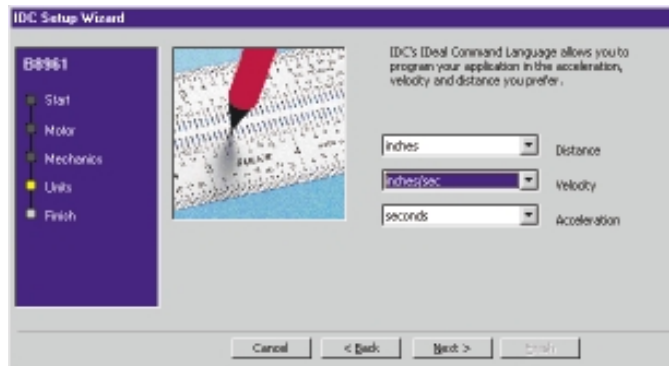 IDC Setup Wizard
B8961
Start
Motor
Mechanics
Units
Finish
IDC's IDeal Command Language allows you to
program your application in the acceleration,
velocity and distance you prefer.
inches
Distance
inches/sec
Velocity
seconds
Acceleration
Cancel
< Back
Next >
Finish